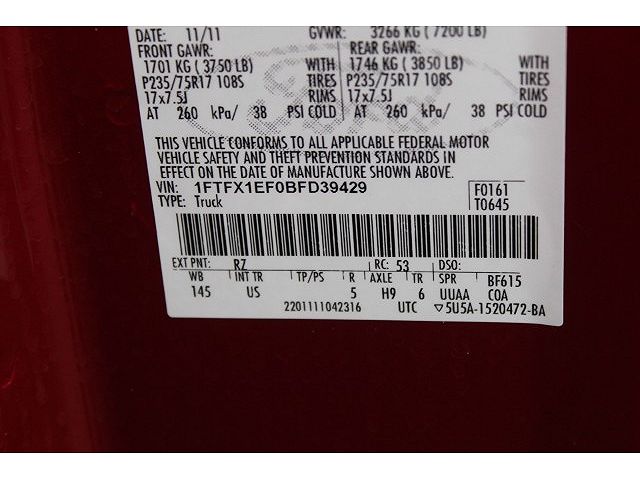 DATE: 11/11 GVWR: 3266 KG (7200 LB)
FRONT GAWR: REAR GAWR:
1701 KG (3750 LB) WITH 1746 KG (3850 LB) WITH
P235/75R17 108S TIRES P235/75R17 108S TIRES
17x7.5J RIMS 17x7.5J RIMS
AT 260 kPa/ 38 PSI COLD AT 260 kPa/ 38 PSI COLD
THIS VEHICLE CONFORMS TO ALL APPLICABLE FEDERAL MOTOR
VEHICLE SAFETY AND THEFT PREVENTION STANDARDS IN
EFFECT ON THE DATE OF MANUFACTURE SHOWN ABOVE.
VIN: 1FTFX1EF0BFD39429 F0161
TYPE: Truck T0645
EXT PNT: RZ RC: 53 DSO:
WB INT TR TP/PS R AXLE TR SPR BF615
145 US 5 H9 6 UUAA COA
2201111042316 UTC ▽5U5A-1520472-BA